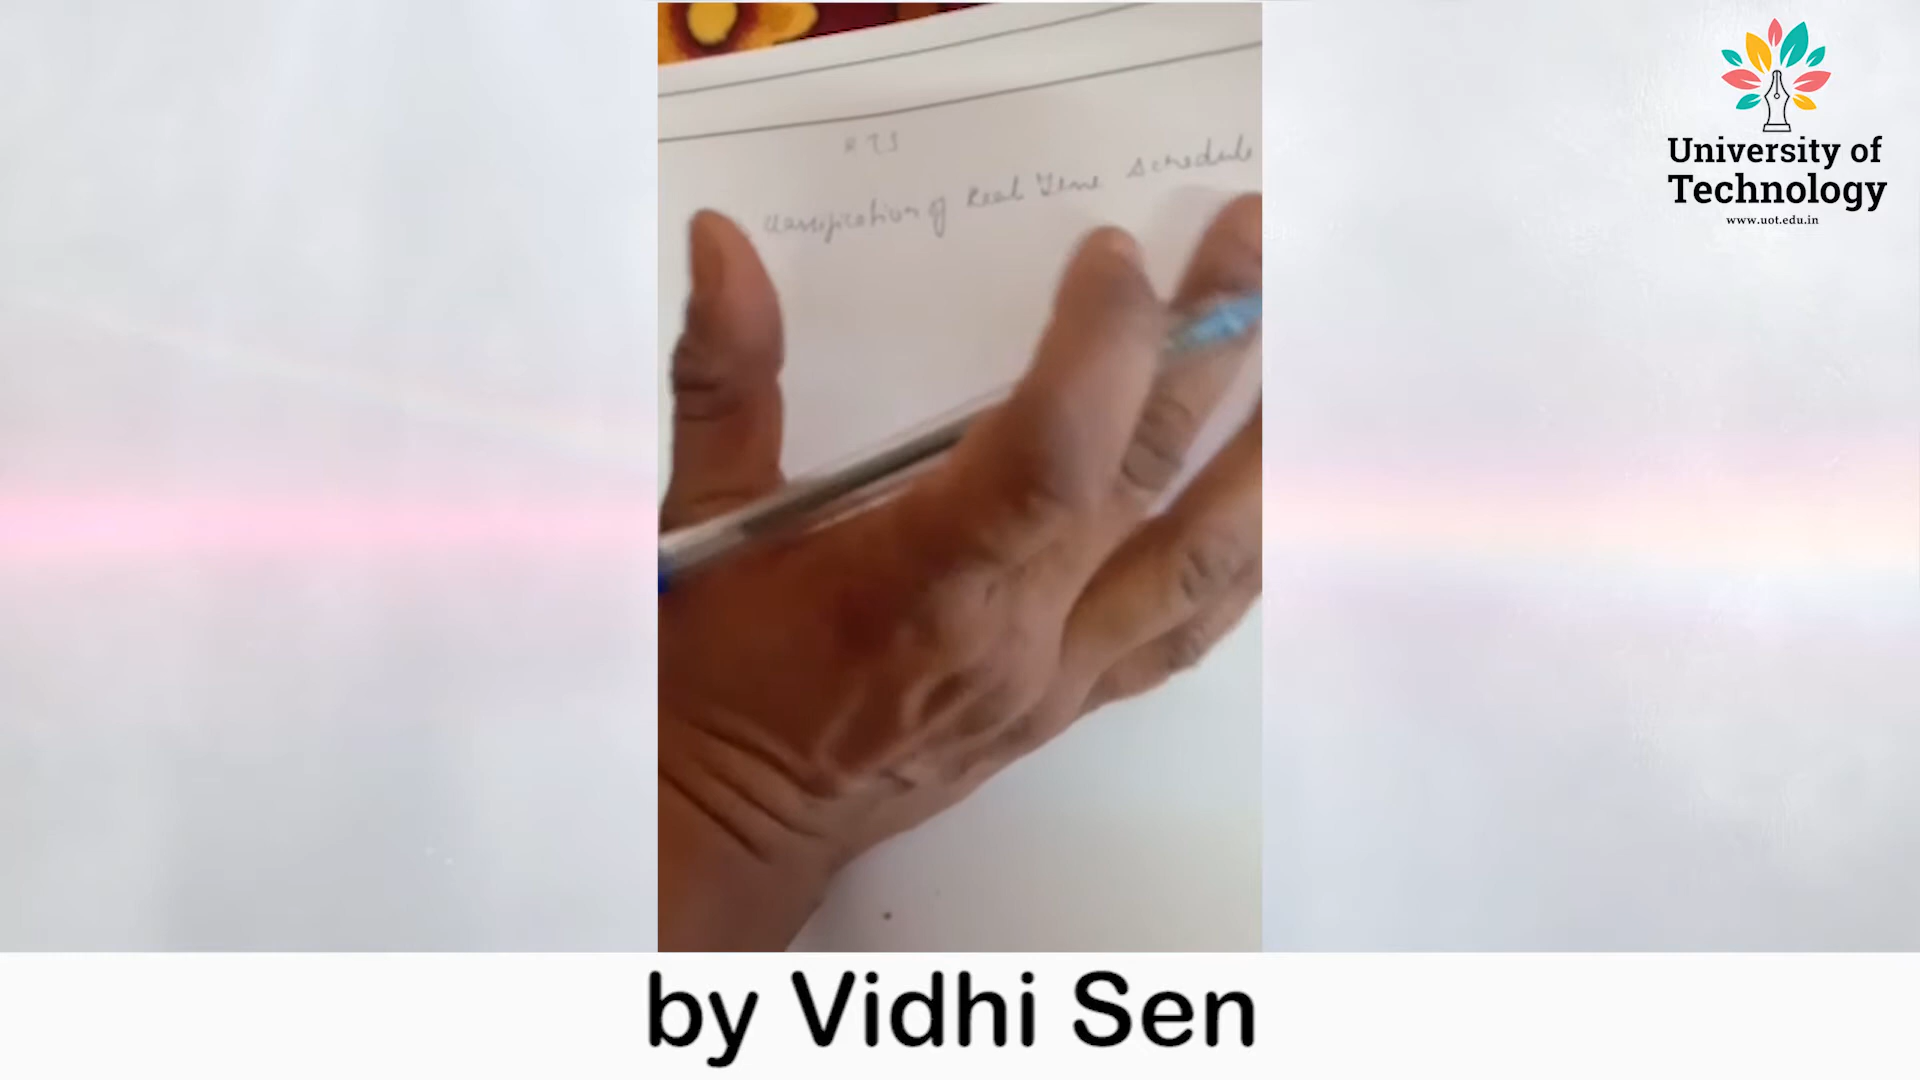 RTS
Classification of Real Time Schedule
University of
Technology
www.uot.edu.in
by Vidhi Sen